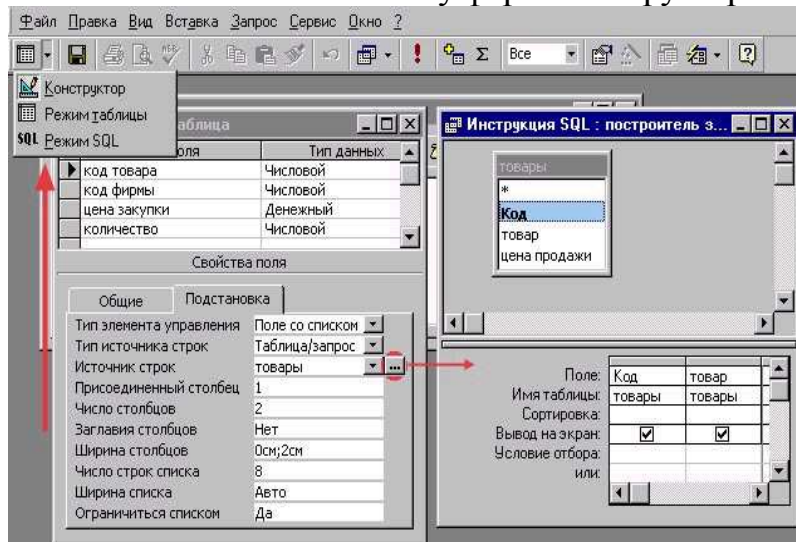 Файл Правка Вид Вставка Запрос Сервис Окно ?
Все
Конструктор
Режим таблицы
SQL Режим SQL
аблица
оля Тип данных
код товара Числовой
код фирмы Числовой
цена закупки Денежный
количество Числовой
Свойства поля
Общие Подстановка
Тип элемента управления Поле со списком
Тип источника строк Таблица/запрос
Источник строк товары ...
Присоединенный столбец 1
Число столбцов 2
Заглавия столбцов Нет
Ширина столбцов 0см;2см
Число строк списка 8
Ширина списка Авто
Ограничиться списком Да
Инструкция SQL : построитель з...
товары
*
Код
товар
цена продажи
Поле: Код товар
Имя таблицы: товары товары
Сортировка:
Вывод на экран:
Условие отбора:
или: